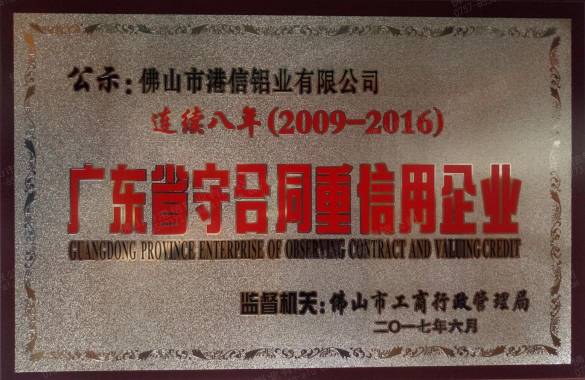 公示：佛山市港信铝业有限公司
连续八年(2009-2016)
广东省守合同重信用企业
GUANGDONG PROVINCE ENTERPRISE OF OBSERVING CONTRACT AND VALUING CREDIT
监督机关：佛山市工商行政管理局
二〇一七年六月